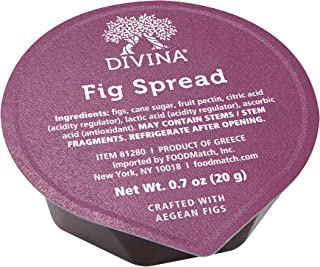 DIVINA®
Fig Spread
Ingredients: figs, cane sugar, fruit pectin, citric acid
(acidity regulator), lactic acid (acidity regulator), ascorbic
acid (antioxidant). MAY CONTAIN STEMS / STEM
FRAGMENTS. REFRIGERATE AFTER OPENING.
ITEM 81280 | PRODUCT OF GREECE
imported by FOODMatch, Inc.
New York, NY 10018 | foodmatch.com
Net Wt. 0.7 oz (20 g)
CRAFTED WITH
AEGEAN FIGS